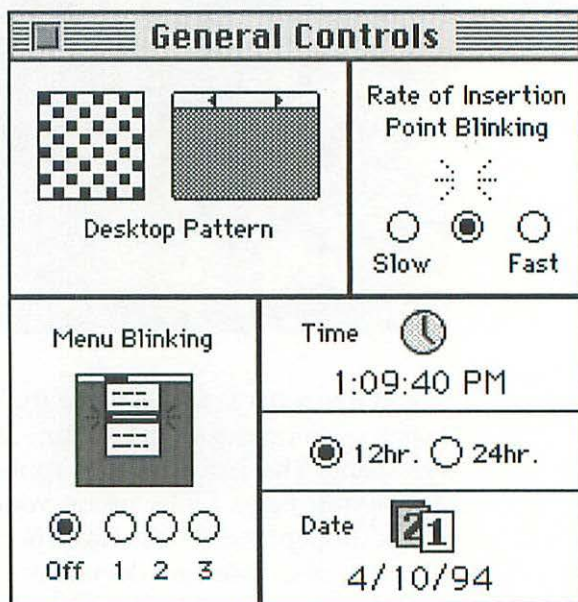 General Controls
Rate of Insertion
Point Blinking
Desktop Pattern
Slow Fast
Menu Blinking
Off 1 2 3
Time
1:09:40 PM
12hr. 24hr.
Date 21
4/10/94